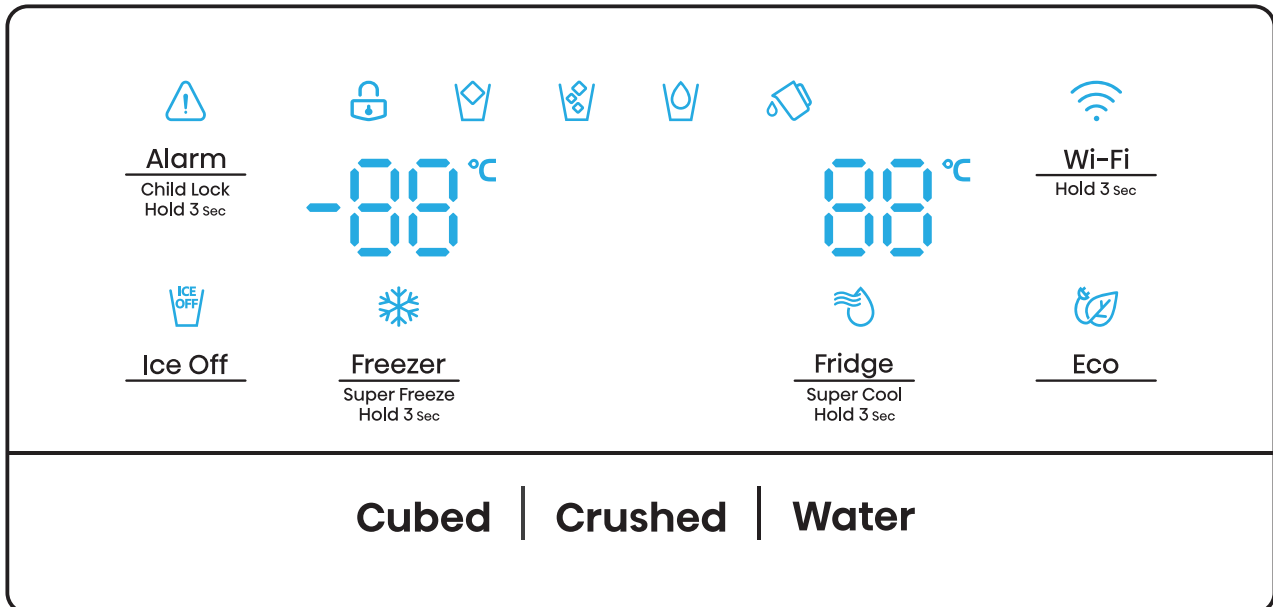 Alarm
Child Lock
Hold 3 Sec
-88 °C
88 °C
Wi-Fi
Hold 3 Sec
ICE
OFF
Ice Off
Freezer
Super Freeze
Hold 3 Sec
Fridge
Super Cool
Hold 3 Sec
Eco
Cubed | Crushed | Water